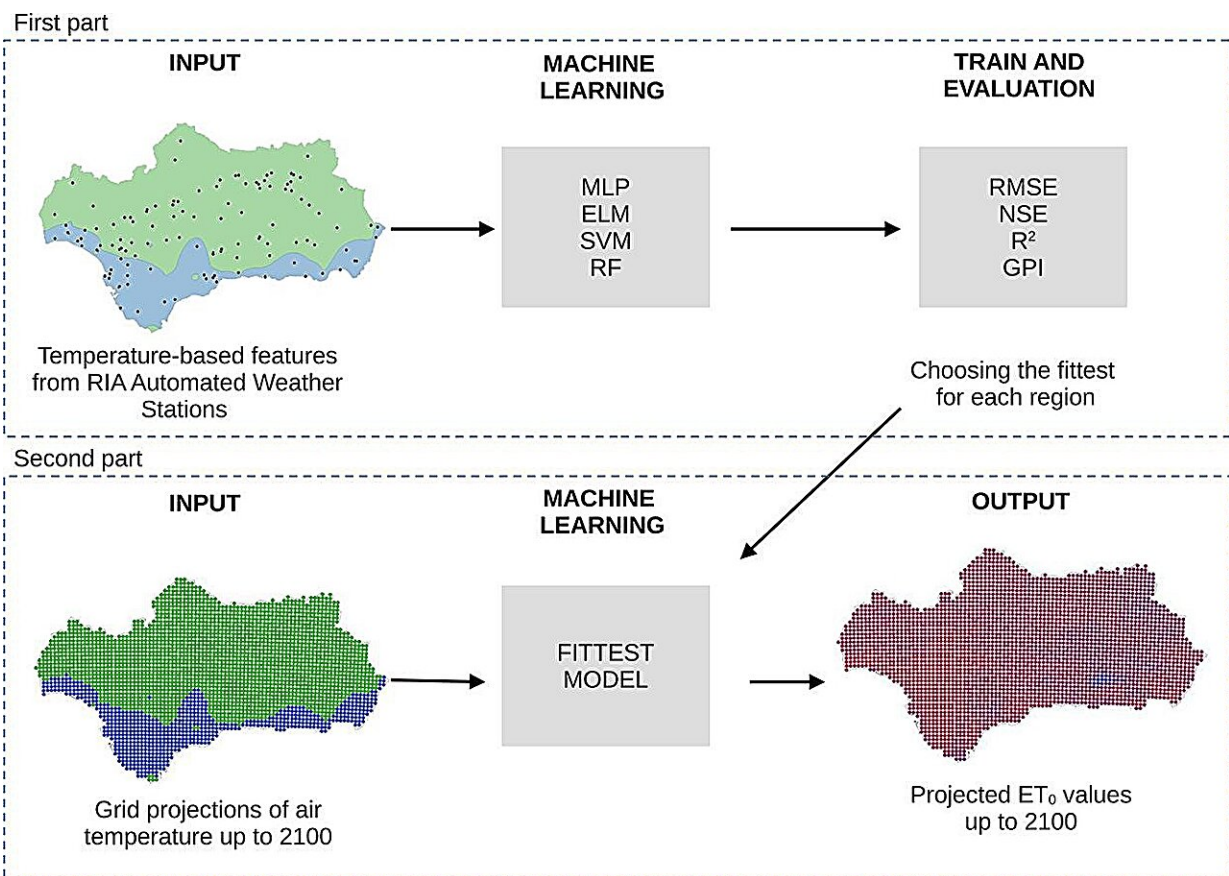 First part
INPUT
MACHINE
LEARNING
TRAIN AND
EVALUATION
MLP
ELM
SVM
RF
RMSE
NSE
R²
GPI
Temperature-based features
from RIA Automated Weather
Stations
Choosing the fittest
for each region
Second part
INPUT
MACHINE
LEARNING
OUTPUT
FITTEST
MODEL
Grid projections of air
temperature up to 2100
Projected ET₀ values
up to 2100